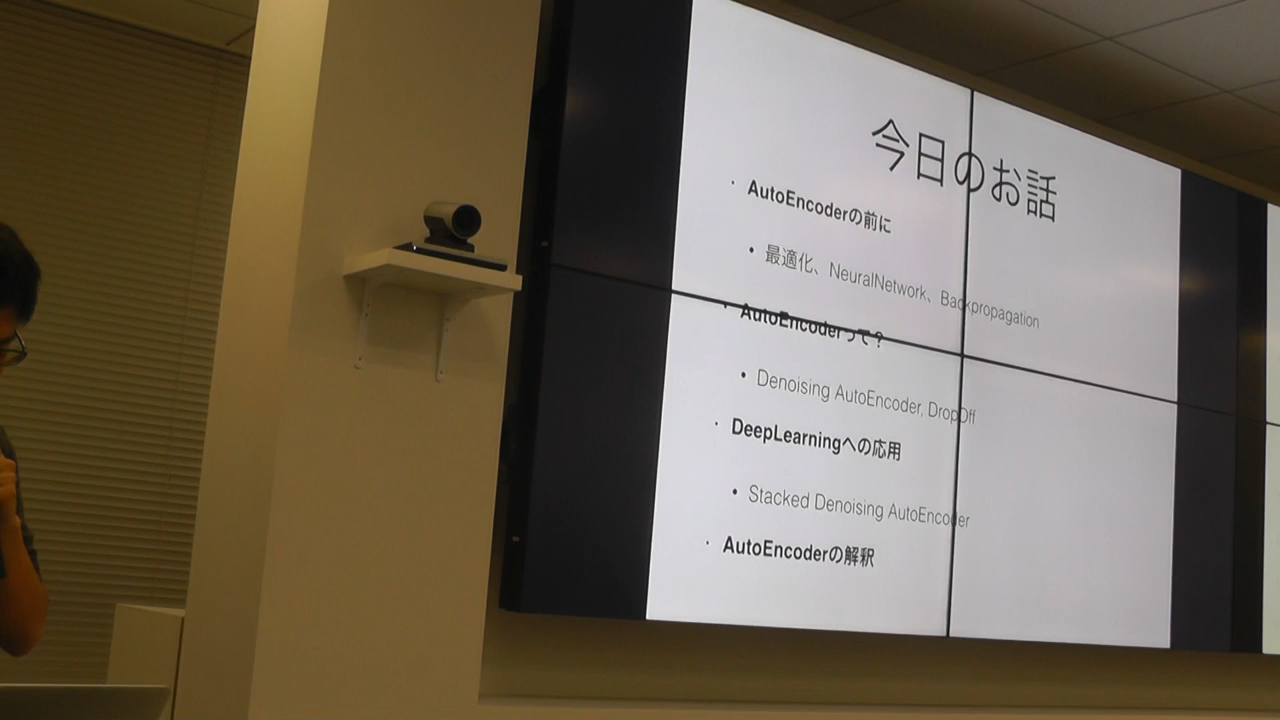 今日のお話
・ AutoEncoderの前に
• 最適化、NeuralNetwork、Backpropagation
・ AutoEncoderって？
• Denoising AutoEncoder, DropOff
・ DeepLearningへの応用
• Stacked Denoising AutoEncoder
・ AutoEncoderの解釈